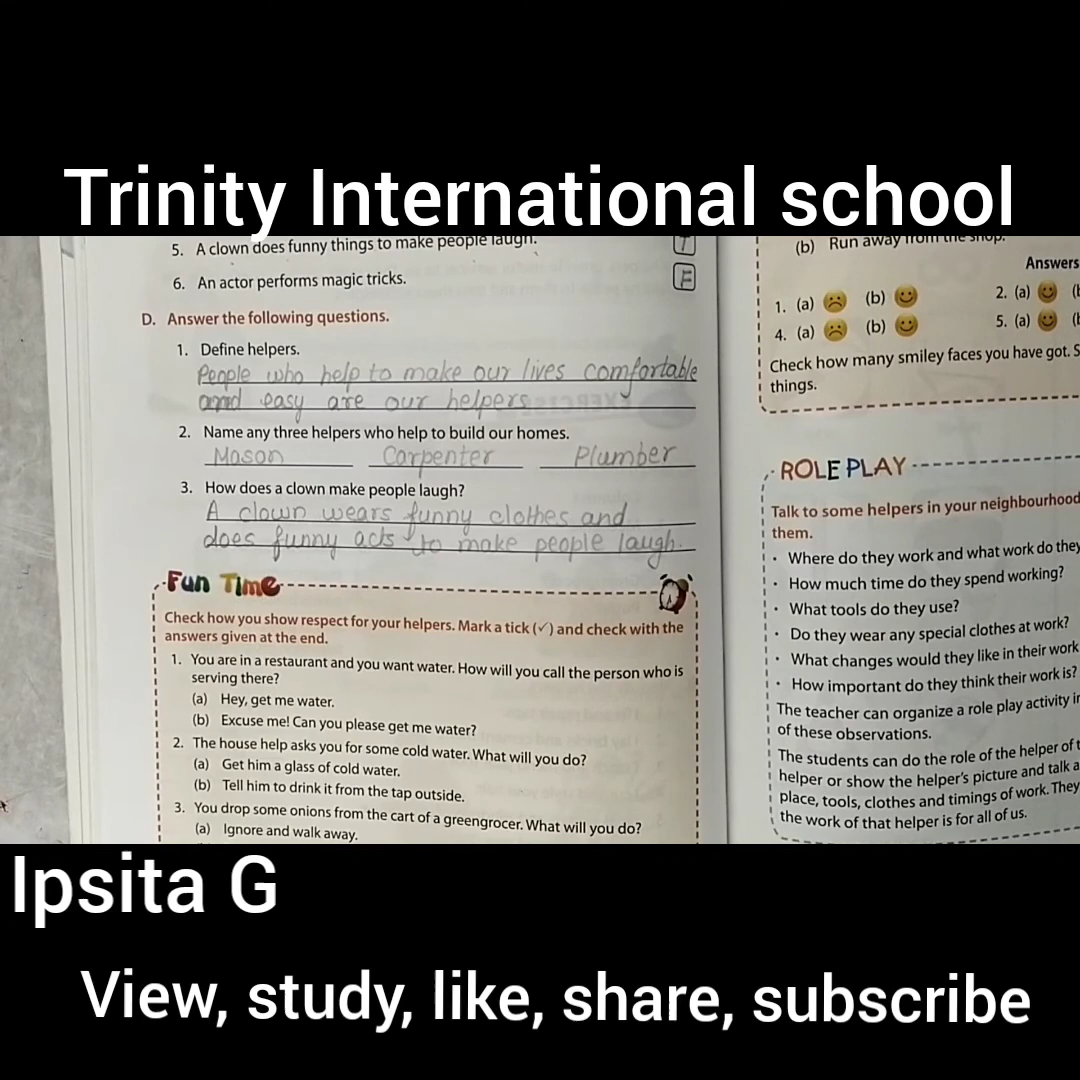 Trinity International school
5. A clown does funny things to make people laugh. T
6. An actor performs magic tricks. F
D. Answer the following questions.
1. Define helpers.
People who help to make our lives comfortable
and easy are our helpers
2. Name any three helpers who help to build our homes.
Mason Carpenter Plumber
3. How does a clown make people laugh?
A clown wears funny clothes and
does funny acts to make people laugh.
Fun Time
Check how you show respect for your helpers. Mark a tick (✓) and check with the
answers given at the end.
1. You are in a restaurant and you want water. How will you call the person who is
serving there?
(a) Hey, get me water.
(b) Excuse me! Can you please get me water?
2. The house help asks you for some cold water. What will you do?
(a) Get him a glass of cold water.
(b) Tell him to drink it from the tap outside.
3. You drop some onions from the cart of a greengrocer. What will you do?
(a) Ignore and walk away.
(b) Run away from the shop.
Answers
1. (a) (b) 2. (a)
4. (a) (b) 5. (a)
Check how many smiley faces you have got.
things.
ROLE PLAY
Talk to some helpers in your neighbourhood
them.
• Where do they work and what work do they
• How much time do they spend working?
• What tools do they use?
• Do they wear any special clothes at work?
• What changes would they like in their work
• How important do they think their work is?
The teacher can organize a role play activity
of these observations.
The students can do the role of the helper of
helper or show the helper's picture and talk
place, tools, clothes and timings of work. They
the work of that helper is for all of us.
Ipsita G
View, study, like, share, subscribe